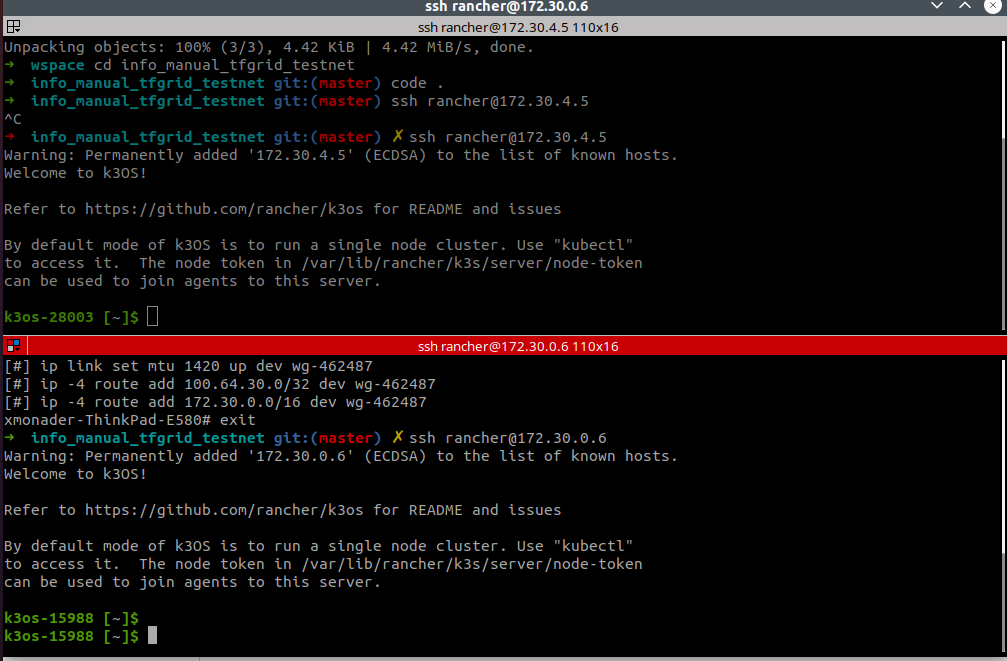 ssh rancher@172.30.0.6
ssh rancher@172.30.4.5 110x16
Unpacking objects: 100% (3/3), 4.42 KiB | 4.42 MiB/s, done.
→ wspace cd info_manual_tfgrid_testnet
→ info_manual_tfgrid_testnet git:(master) code .
→ info_manual_tfgrid_testnet git:(master) ssh rancher@172.30.4.5
^C
→ info_manual_tfgrid_testnet git:(master) ✗ ssh rancher@172.30.4.5
Warning: Permanently added '172.30.4.5' (ECDSA) to the list of known hosts.
Welcome to k3OS!
Refer to https://github.com/rancher/k3os for README and issues
By default mode of k3OS is to run a single node cluster. Use "kubectl"
to access it.  The node token in /var/lib/rancher/k3s/server/node-token
can be used to join agents to this server.
k3os-28003 [~]$
ssh rancher@172.30.0.6 110x16
[#] ip link set mtu 1420 up dev wg-462487
[#] ip -4 route add 100.64.30.0/32 dev wg-462487
[#] ip -4 route add 172.30.0.0/16 dev wg-462487
xmonader-ThinkPad-E580# exit
→ info_manual_tfgrid_testnet git:(master) ✗ ssh rancher@172.30.0.6
Warning: Permanently added '172.30.0.6' (ECDSA) to the list of known hosts.
Welcome to k3OS!
Refer to https://github.com/rancher/k3os for README and issues
By default mode of k3OS is to run a single node cluster. Use "kubectl"
to access it.  The node token in /var/lib/rancher/k3s/server/node-token
can be used to join agents to this server.
k3os-15988 [~]$
k3os-15988 [~]$